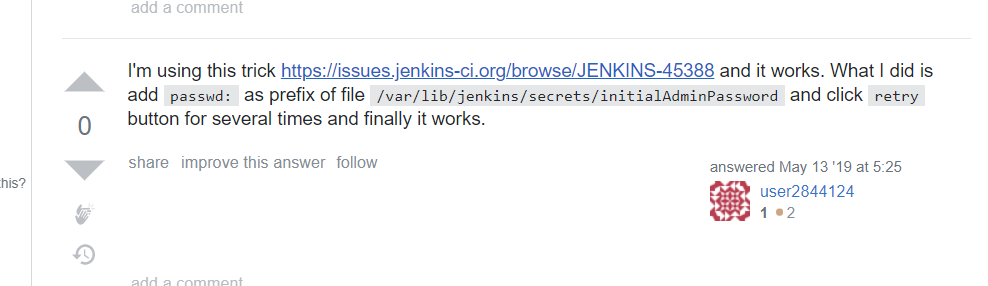 add a comment
I'm using this trick https://issues.jenkins-ci.org/browse/JENKINS-45388 and it works. What I did is
add passwd: as prefix of file /var/lib/jenkins/secrets/initialAdminPassword and click retry
button for several times and finally it works.
0
share improve this answer follow
answered May 13 '19 at 5:25
this?
user2844124
1 2
add a comment